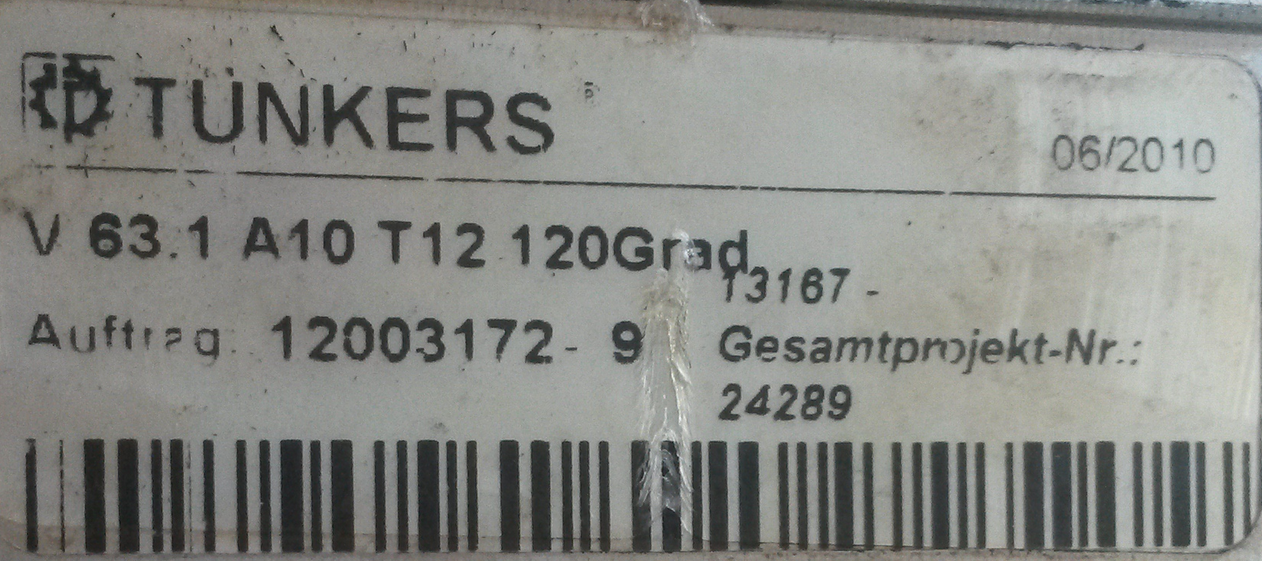 TÜNKERS ®
06/2010
V 63.1 A10 T12 120Grad
13167 -
Auftrag: 12003172- 9
Gesamtprojekt-Nr.:
24289